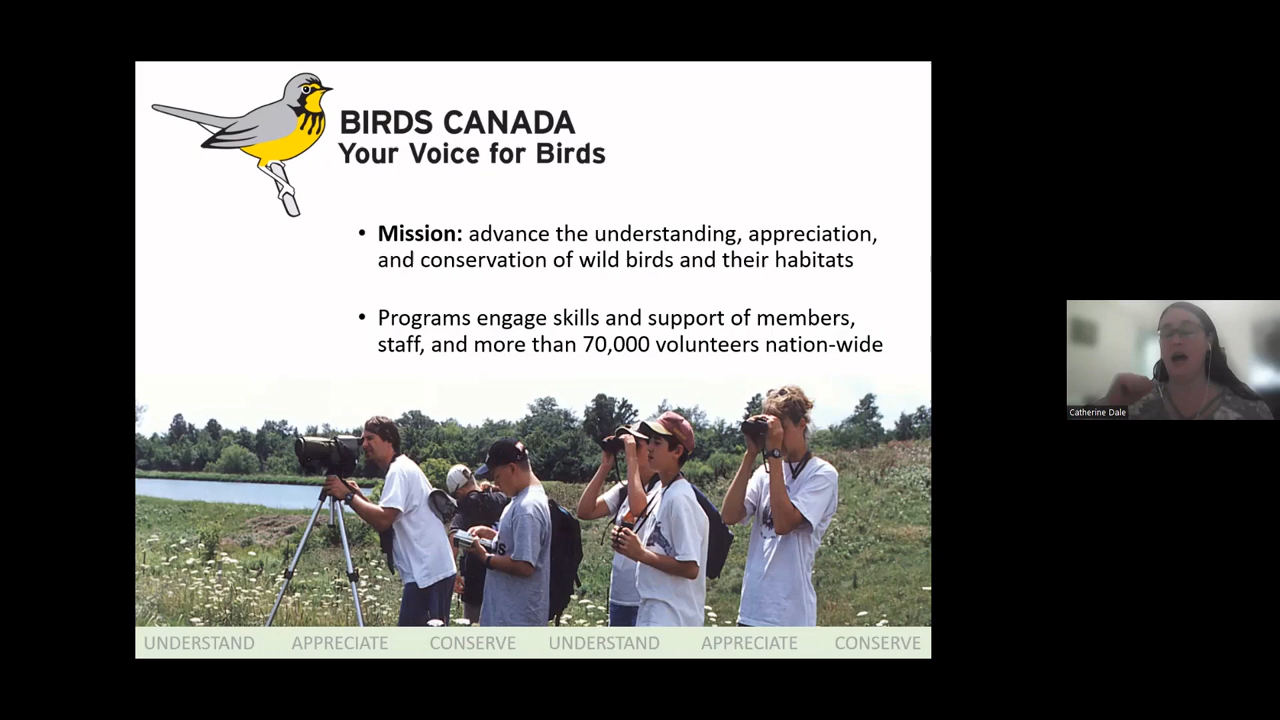 BIRDS CANADA
Your Voice for Birds
• Mission: advance the understanding, appreciation,
and conservation of wild birds and their habitats
• Programs engage skills and support of members,
staff, and more than 70,000 volunteers nation-wide
Catherine Dale
UNDERSTAND APPRECIATE CONSERVE UNDERSTAND APPRECIATE CONSERVE